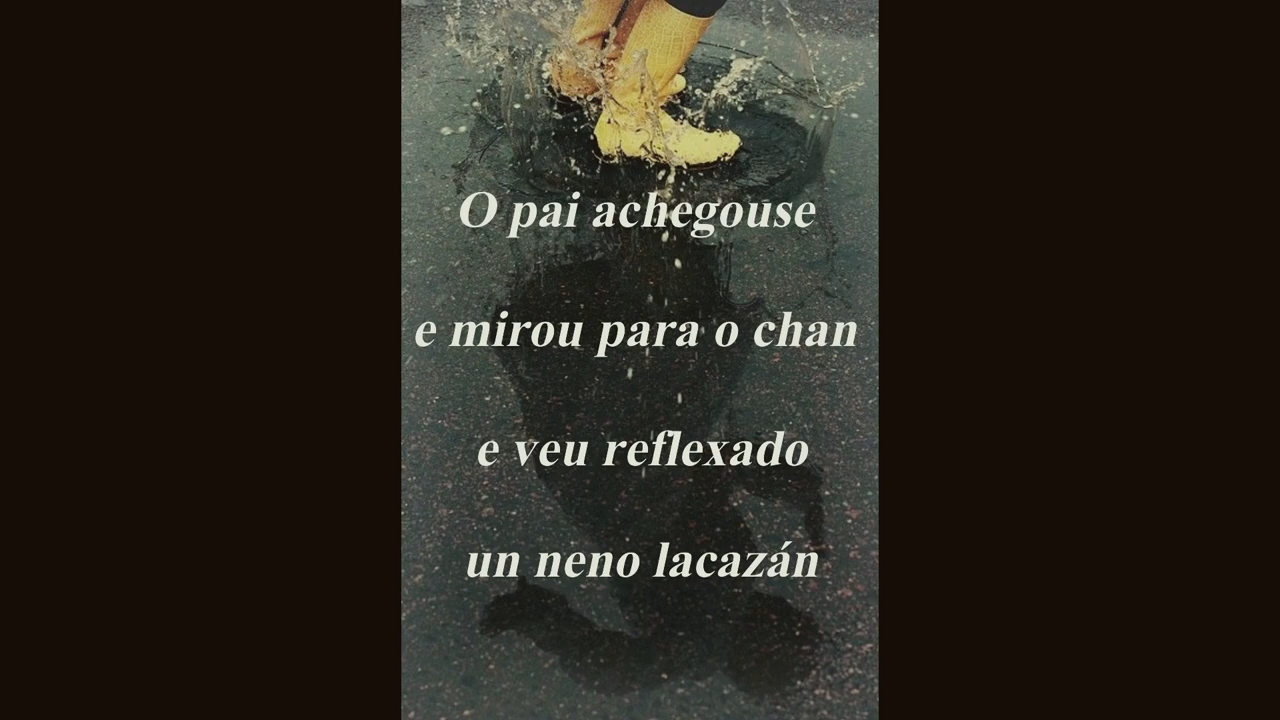 O pai achegouse
e mirou para o chan
e veu reflexado
un neno lacazán